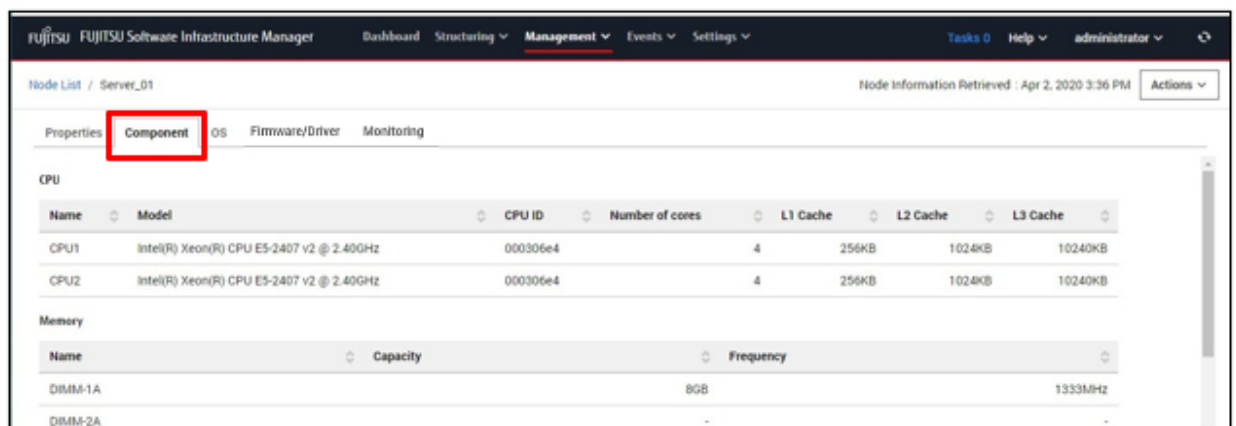 FUJITSU FUJITSU Software Infrastructure Manager Dashboard Structuring Management Events Settings Tasks 0 Help administrator
Node List / Server_01 Node Information Retrieved : Apr 2, 2020 3:36 PM Actions
Properties Component OS Firmware/Driver Monitoring
CPU
Name Model CPU ID Number of cores L1 Cache L2 Cache L3 Cache
CPU1 Intel(R) Xeon(R) CPU E5-2407 v2 @ 2.40GHz 000306e4 4 256KB 1024KB 10240KB
CPU2 Intel(R) Xeon(R) CPU E5-2407 v2 @ 2.40GHz 000306e4 4 256KB 1024KB 10240KB
Memory
Name Capacity Frequency
DIMM-1A 8GB 1333MHz
DIMM-2A - -